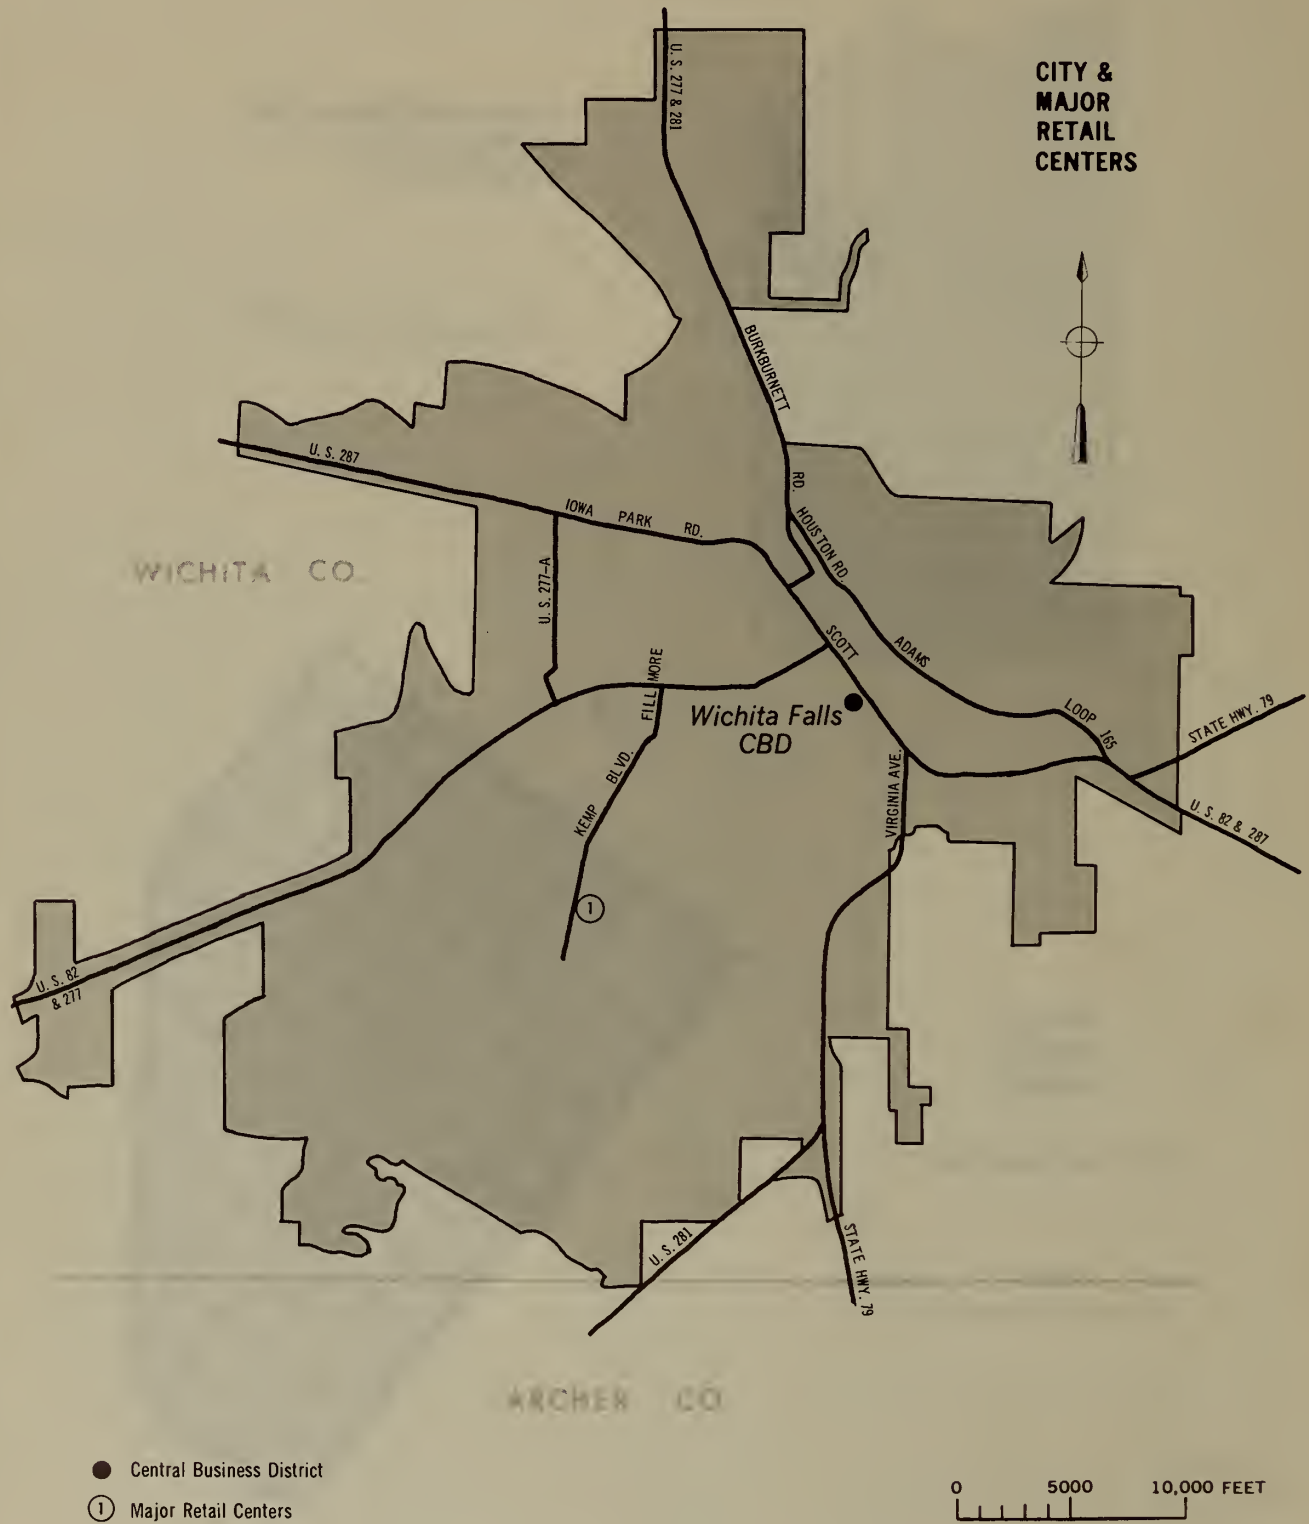 CITY &
MAJOR
RETAIL
CENTERS
U. S. 277 & 281
BURKBURNETT
RD.
U. S. 287
IOWA PARK RD.
HOUSTON RD.
WICHITA CO.
U. S. 277-A
SCOTT
ADAMS
FILLMORE
LOOP 165
STATE HWY. 79
Wichita Falls
CBD
KEMP BLVD.
VIRGINIA AVE.
U. S. 82 & 287
1
U. S. 82
& 277
U. S. 281
STATE HWY. 79
ARCHER CO
Central Business District
1 Major Retail Centers
0 5000 10,000 FEET